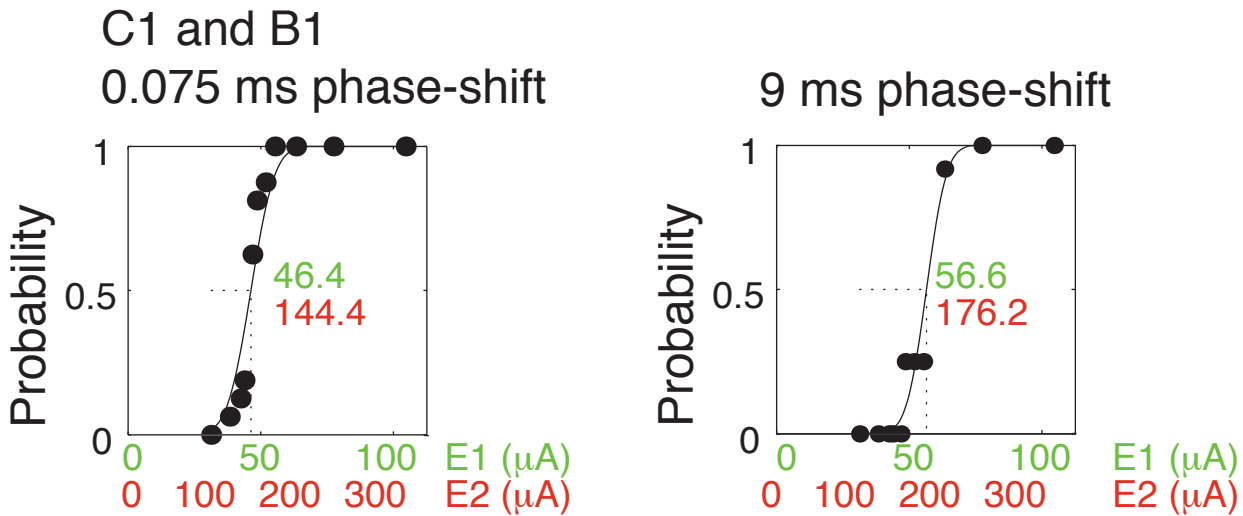 C1 and B1
0.075 ms phase-shift
1
0.5
0
Probability
46.4
144.4
0 50 100 E1 (μA)
0 100 200 300 E2 (μA)
9 ms phase-shift
1
0.5
0
Probability
56.6
176.2
0 50 100 E1 (μA)
0 100 200 300 E2 (μA)